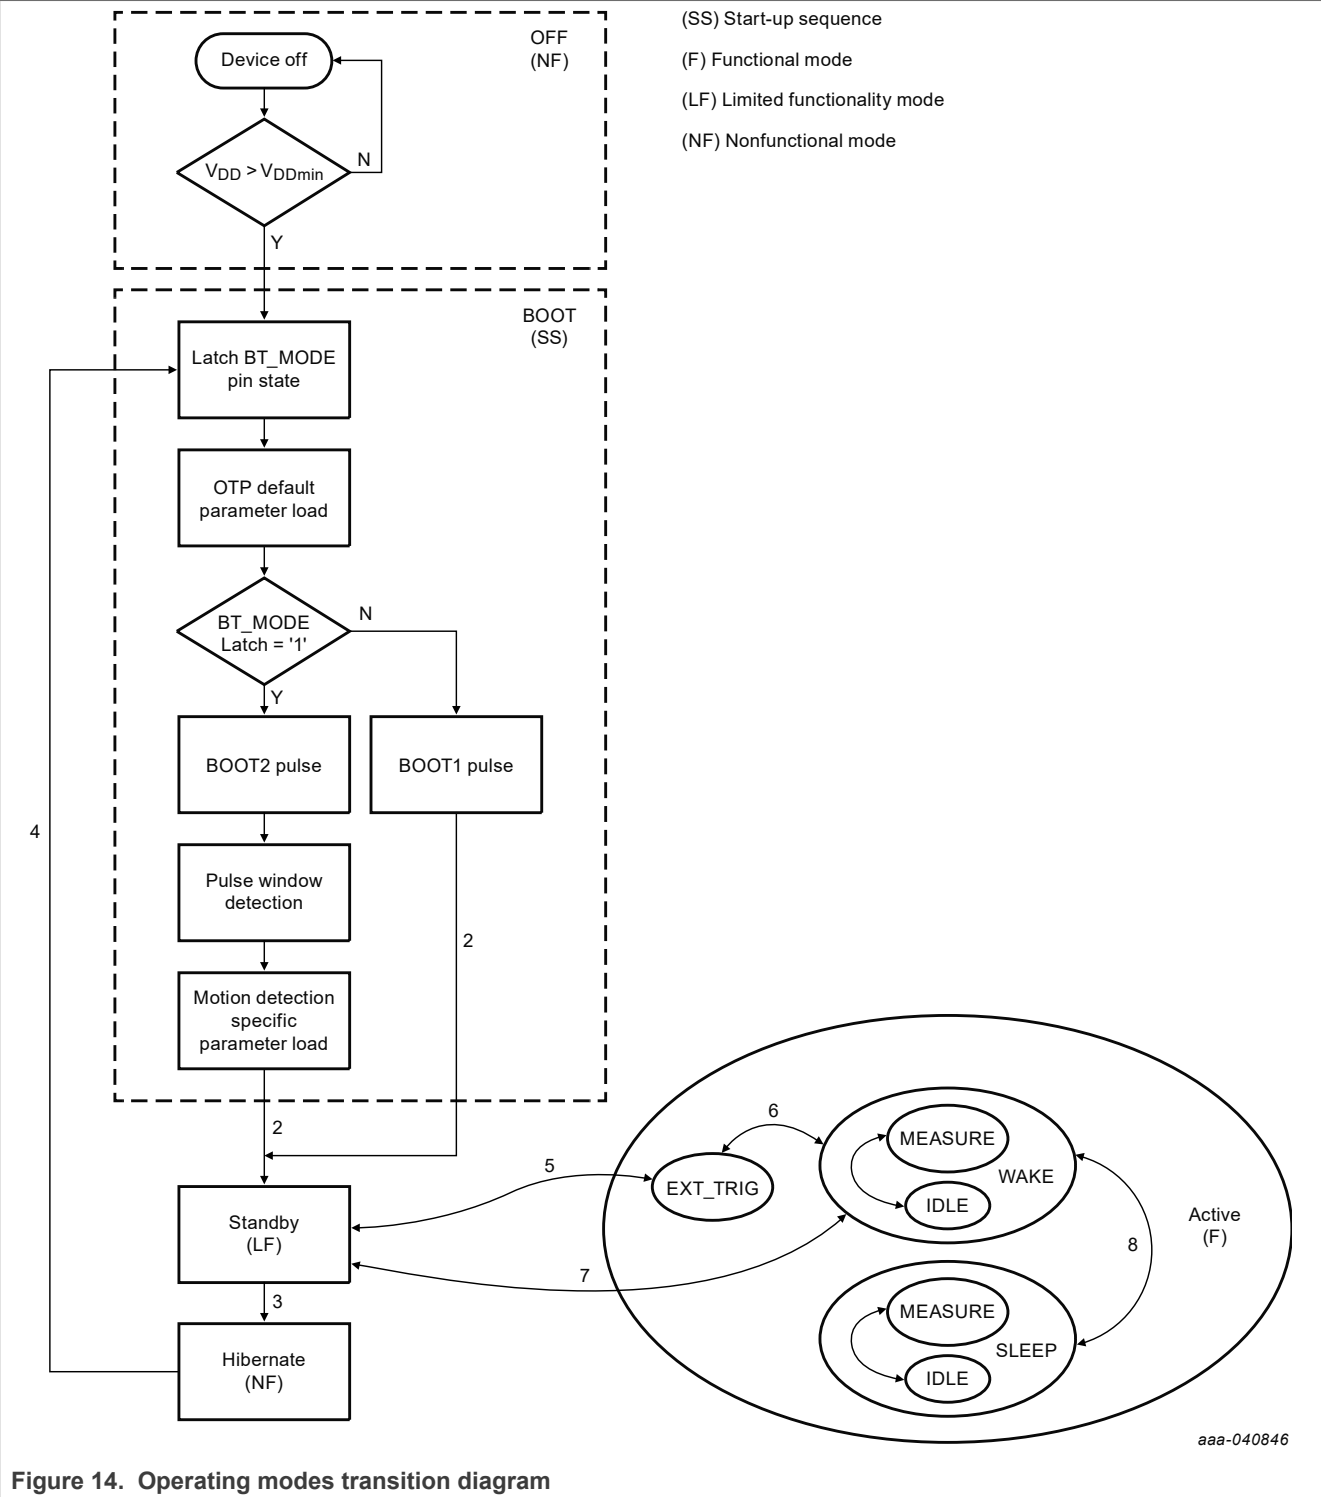 (SS) Start-up sequence
(F) Functional mode
(LF) Limited functionality mode
(NF) Nonfunctional mode
OFF
(NF)
Device off
VDD > VDDmin
N
Y
BOOT
(SS)
Latch BT_MODE
pin state
OTP default
parameter load
BT_MODE
Latch = '1'
N
Y
BOOT2 pulse
BOOT1 pulse
4
Pulse window
detection
2
Motion detection
specific
parameter load
2
Standby
(LF)
3
Hibernate
(NF)
5
6
7
EXT_TRIG
MEASURE
WAKE
IDLE
8
Active
(F)
MEASURE
SLEEP
IDLE
aaa-040846
Figure 14. Operating modes transition diagram